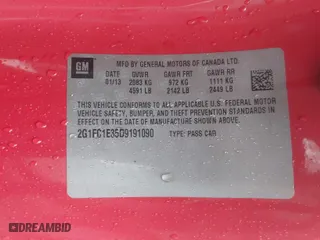 GM
MFD BY GENERAL MOTORS OF CANADA LTD.
DATE GVWR GAWR FRT GAWR RR
01/13 2083 KG 972 KG 1111 KG
4591 LB 2142 LB 2449 LB
THIS VEHICLE CONFORMS TO ALL APPLICABLE U.S. FEDERAL MOTOR
VEHICLE SAFETY, BUMPER, AND THEFT PREVENTION STANDARDS
IN EFFECT ON THE DATE OF MANUFACTURE SHOWN ABOVE.
2G1FC1E35D9191090 TYPE: PASS CAR
DREAMBID